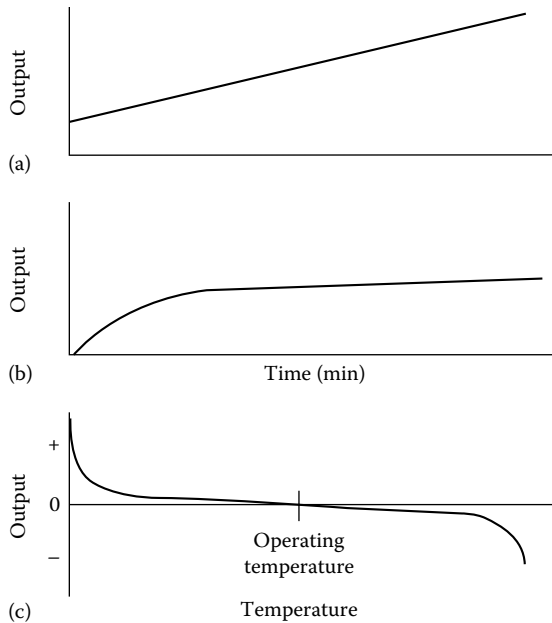 Output
(a)
Output
(b)
Time (min)
Output
+
0
–
Operating
temperature
(c)
Temperature